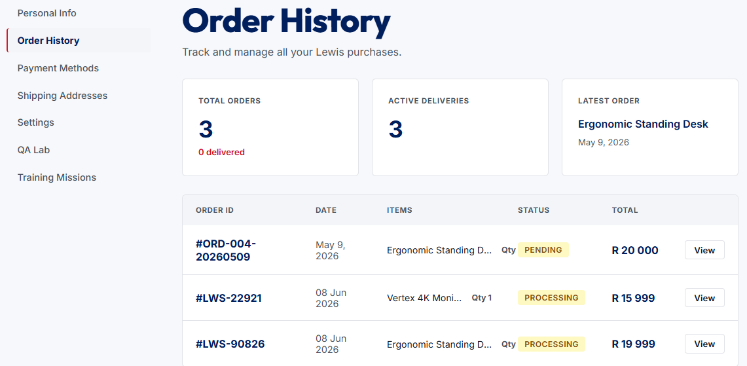 Personal Info
Order History
Payment Methods
Shipping Addresses
Settings
QA Lab
Training Missions
Order History
Track and manage all your Lewis purchases.
TOTAL ORDERS
3
0 delivered
ACTIVE DELIVERIES
3
LATEST ORDER
Ergonomic Standing Desk
May 9, 2026
ORDER ID DATE ITEMS STATUS TOTAL
#ORD-004-
20260509
May 9,
2026
Ergonomic Standing D... Qty PENDING R 20 000 View
#LWS-22921
08 Jun
2026
Vertex 4K Moni... Qty 1 PROCESSING R 15 999 View
#LWS-90826
08 Jun
2026
Ergonomic Standing D... Qty PROCESSING R 19 999 View